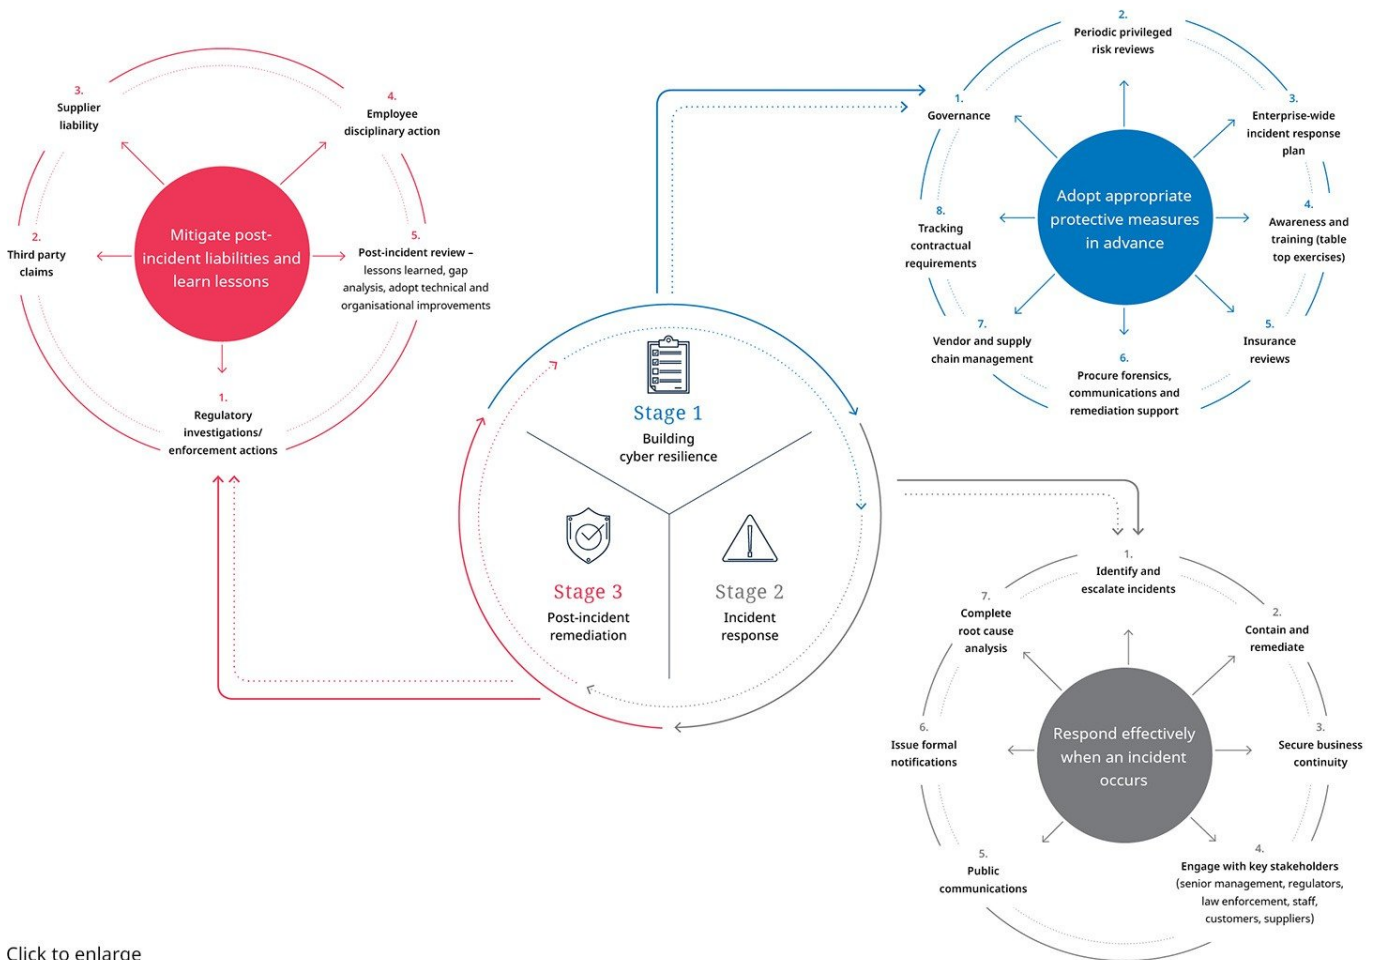 3.
Supplier
liability
4.
Employee
disciplinary action
2.
Third party
claims
Mitigate post-
incident liabilities and
learn lessons
5.
Post-incident review –
lessons learned, gap
analysis, adopt technical and
organisational improvements
1.
Regulatory
investigations/
enforcement actions
Stage 1
Building
cyber resilience
Stage 3
Post-incident
remediation
Stage 2
Incident
response
2.
Periodic privileged
risk reviews
1.
Governance
3.
Enterprise-wide
incident response
plan
Adopt appropriate
protective measures
in advance
8.
Tracking
contractual
requirements
4.
Awareness and
training (table
top exercises)
7.
Vendor and supply
chain management
5.
Insurance
reviews
6.
Procure forensics,
communications and
remediation support
1.
Identify and
escalate incidents
7.
Complete
root cause
analysis
2.
Contain and
remediate
6.
Issue formal
notifications
Respond effectively
when an incident
occurs
3.
Secure business
continuity
5.
Public
communications
4.
Engage with key stakeholders
(senior management, regulators,
law enforcement, staff,
customers, suppliers)
Click to enlarge